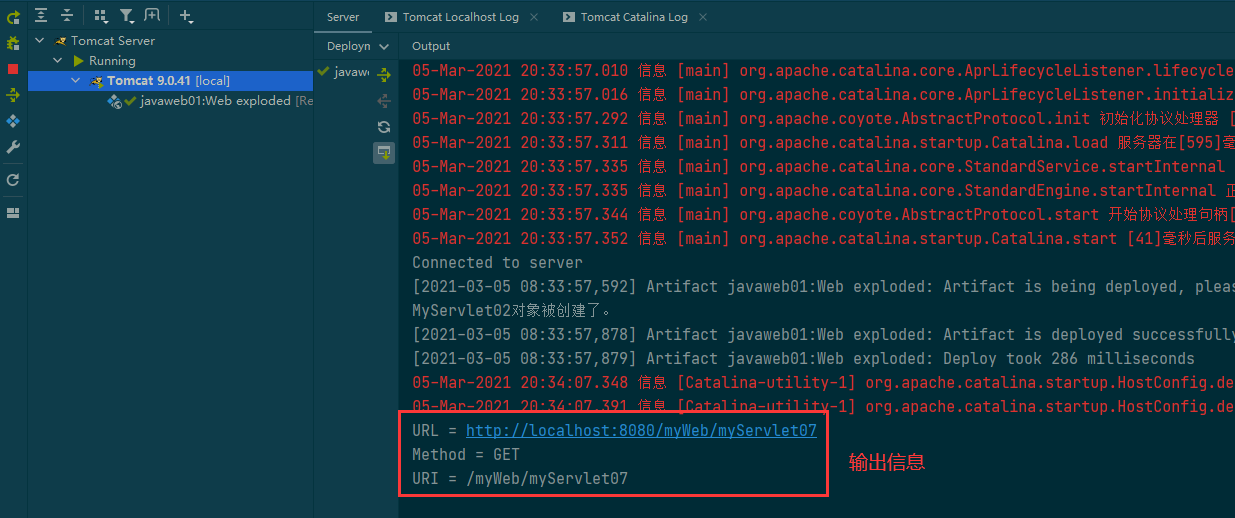 Server
Tomcat Localhost Log
Tomcat Catalina Log
Tomcat Server
Running
Tomcat 9.0.41 [local]
javaweb01:Web exploded [Re
Deployn
javawe
Output
05-Mar-2021 20:33:57.010 信息 [main] org.apache.catalina.core.AprLifecycleListener.lifecycle
05-Mar-2021 20:33:57.016 信息 [main] org.apache.catalina.core.AprLifecycleListener.initializ
05-Mar-2021 20:33:57.292 信息 [main] org.apache.coyote.AbstractProtocol.init 初始化协议处理器 [
05-Mar-2021 20:33:57.311 信息 [main] org.apache.catalina.startup.Catalina.load 服务器在[595]毫
05-Mar-2021 20:33:57.335 信息 [main] org.apache.catalina.core.StandardService.startInternal
05-Mar-2021 20:33:57.335 信息 [main] org.apache.catalina.core.StandardEngine.startInternal 正
05-Mar-2021 20:33:57.344 信息 [main] org.apache.coyote.AbstractProtocol.start 开始协议处理句柄[
05-Mar-2021 20:33:57.352 信息 [main] org.apache.catalina.startup.Catalina.start [41]毫秒后服务
Connected to server
[2021-03-05 08:33:57,592] Artifact javaweb01:Web exploded: Artifact is being deployed, pleas
MyServlet02对象被创建了。
[2021-03-05 08:33:57,878] Artifact javaweb01:Web exploded: Artifact is deployed successfully
[2021-03-05 08:33:57,879] Artifact javaweb01:Web exploded: Deploy took 286 milliseconds
05-Mar-2021 20:34:07.348 信息 [Catalina-utility-1] org.apache.catalina.startup.HostConfig.de
05-Mar-2021 20:34:07.391 信息 [Catalina-utility-1] org.apache.catalina.startup.HostConfig.de
URL = http://localhost:8080/myWeb/myServlet07
Method = GET
URI = /myWeb/myServlet07
输出信息